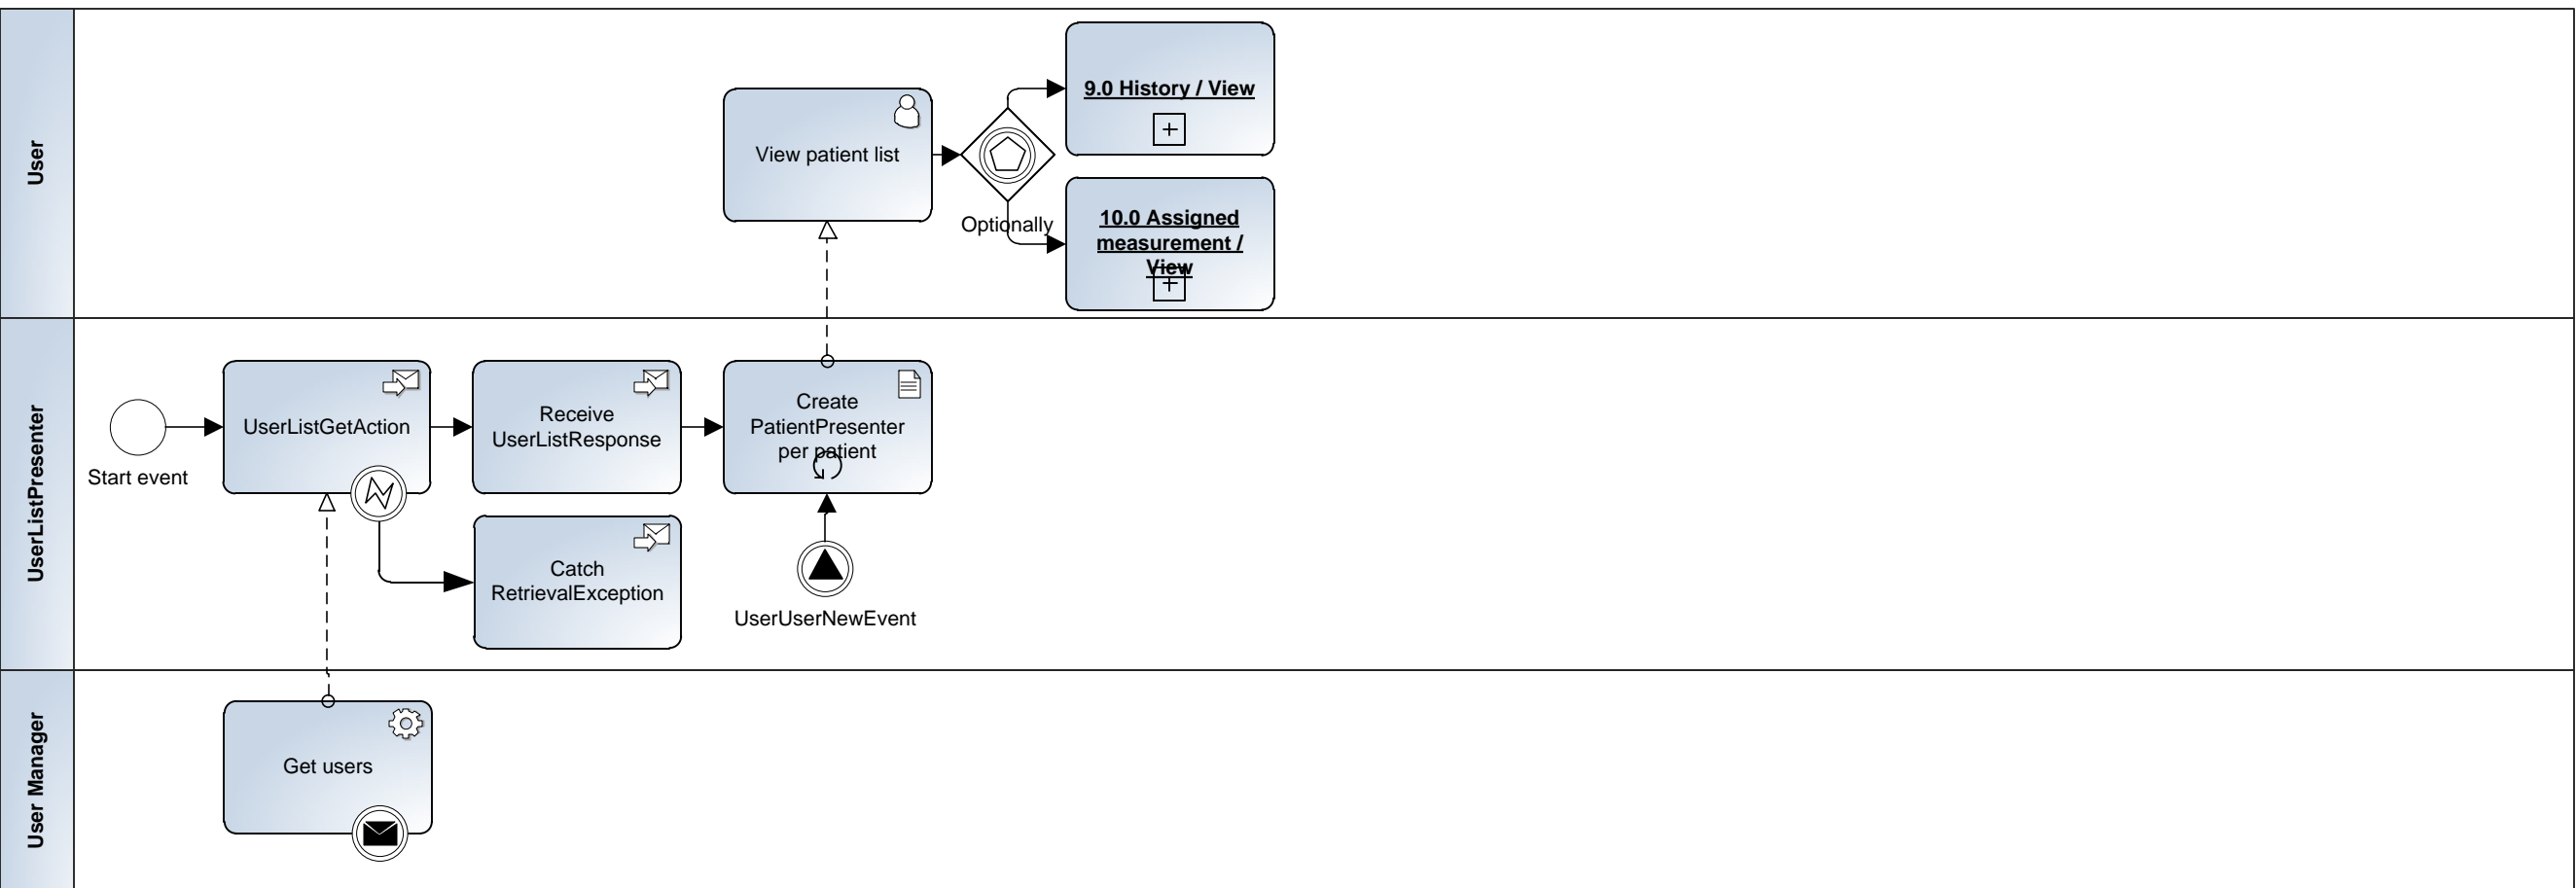 User
View patient list
Optionally
9.0 History / View
10.0 Assigned
measurement /
View
UserListPresenter
Start event
UserListGetAction
Receive
UserListResponse
Create
PatientPresenter
per patient
Catch
RetrievalException
UserUserNewEvent
User Manager
Get users